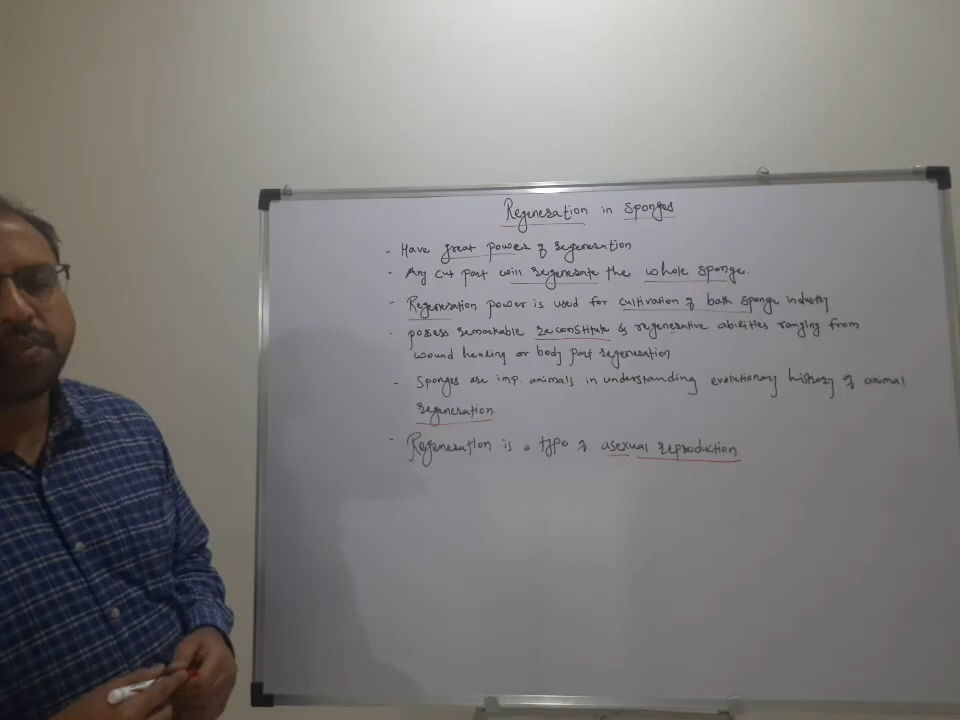 Regeneration in Sponges
- Have great power of regeneration
- Any cut part will regenerate the whole sponge.
- Regeneration power is used for cultivation of bath sponge industry
- possess remarkable reconstitute & regenerative abilities ranging from
wound healing or body part regeneration
- Sponges are imp. animals in understanding evolutionary history of animal
regeneration.
- Regeneration is a type of asexual reproduction